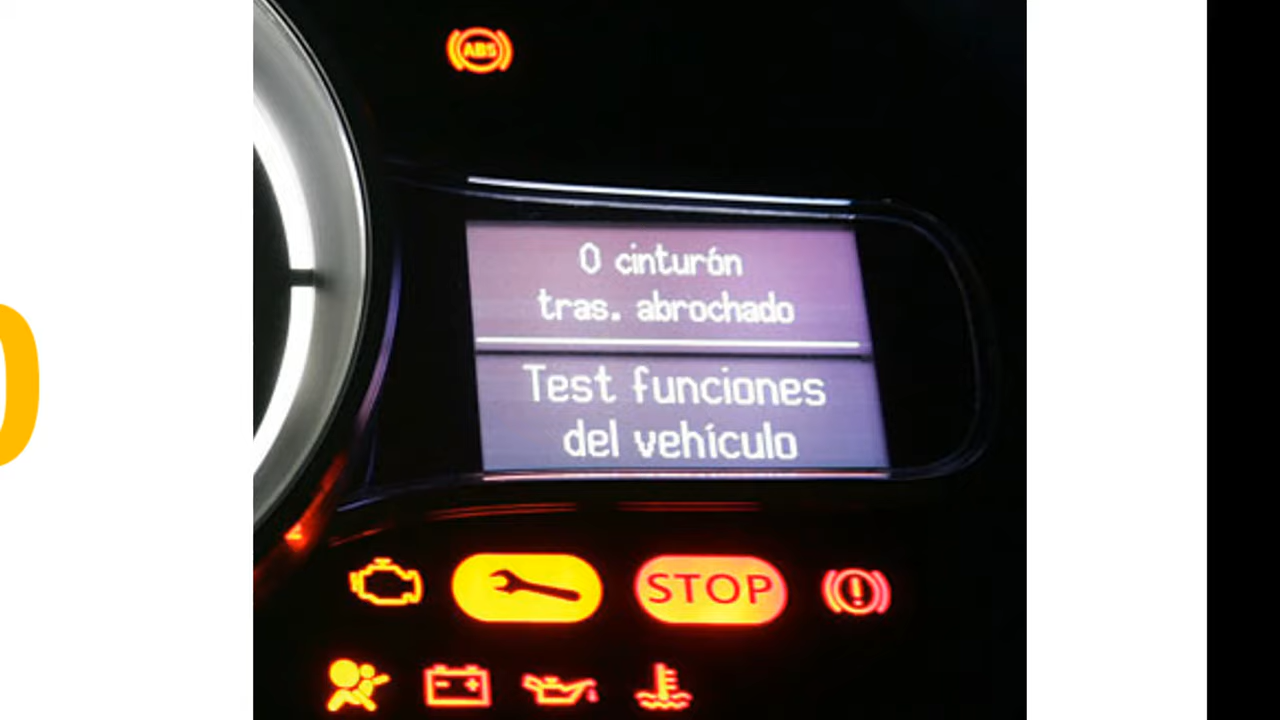 ABS
0 cinturón
tras. abrochado
Test funciones
del vehículo
STOP